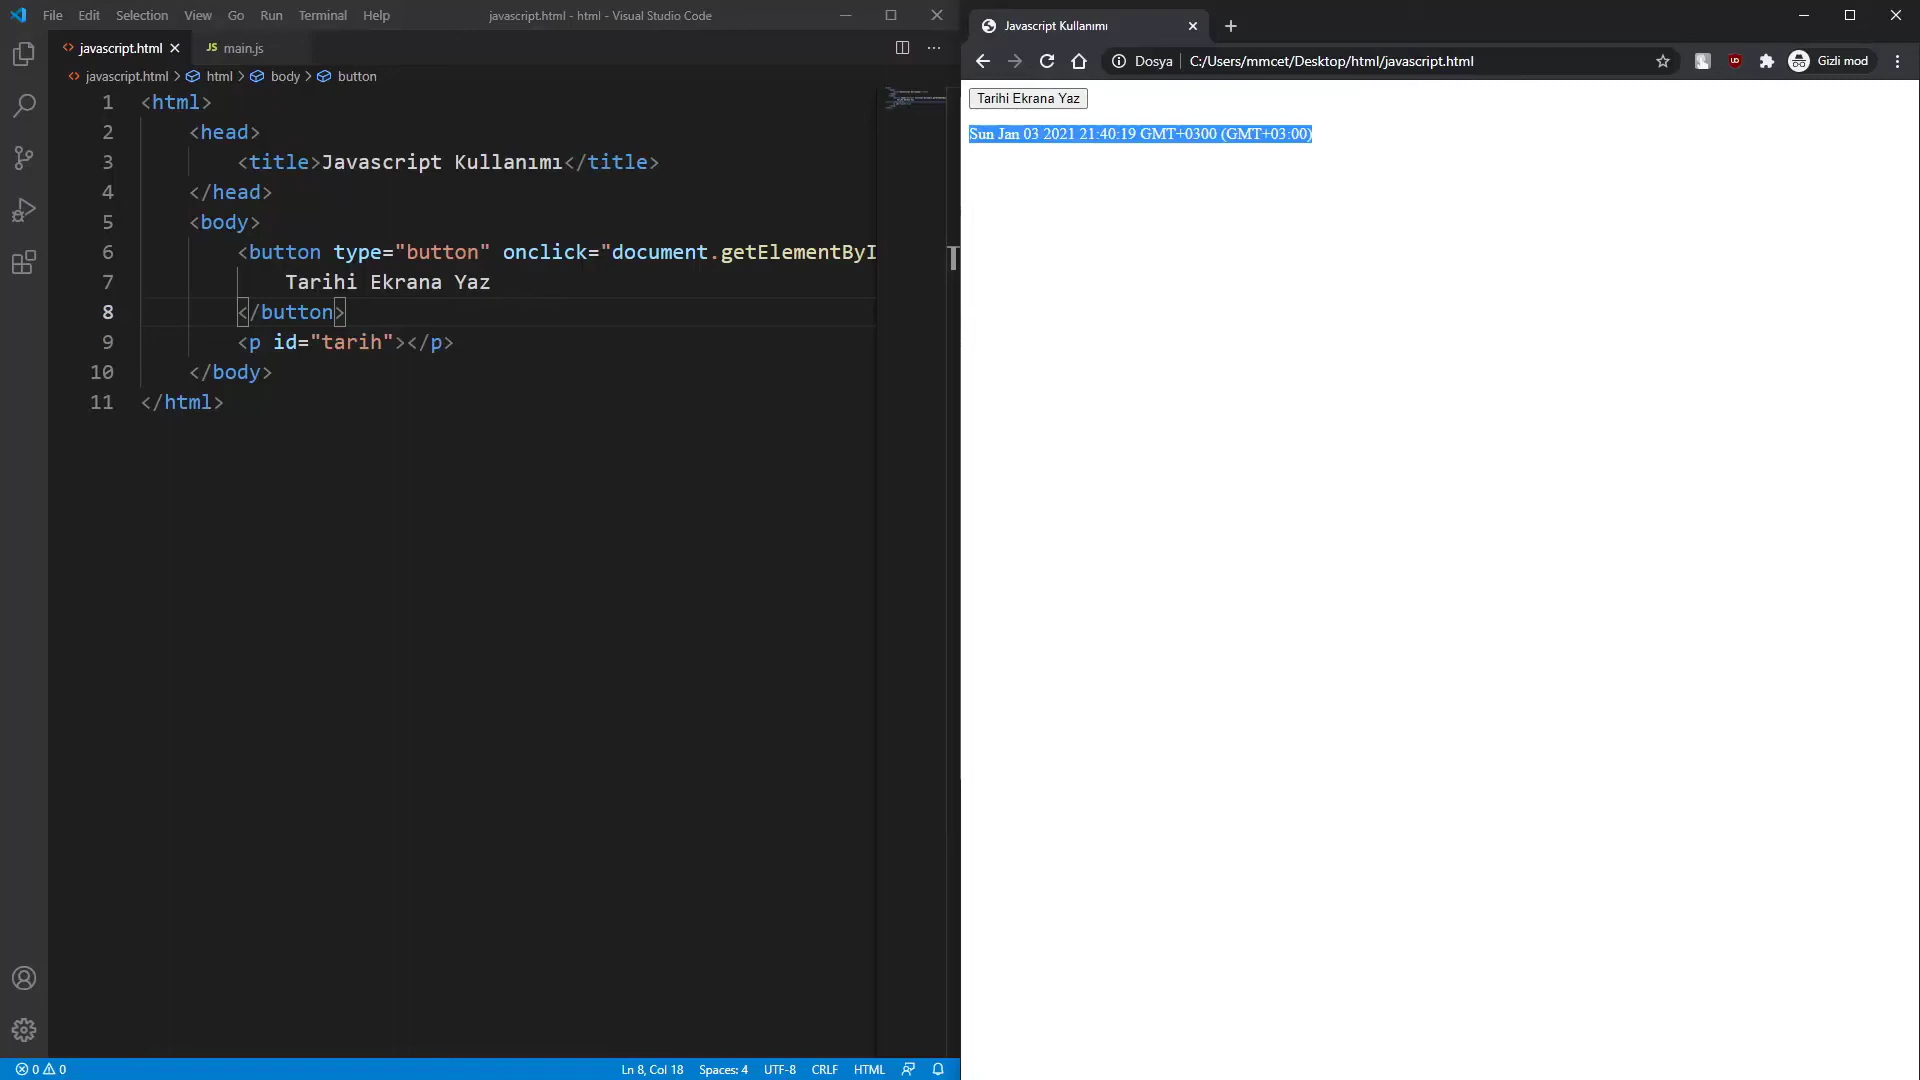 File Edit Selection View Go Run Terminal Help
javascript.html - html - Visual Studio Code
javascript.html
JS main.js
javascript.html > html > body > button
1 <html>
2 <head>
3 <title>Javascript Kullanımı</title>
4 </head>
5 <body>
6 <button type="button" onclick="document.getElementByI
7 Tarihi Ekrana Yaz
8 </button>
9 <p id="tarih"></p>
10 </body>
11 </html>
0 0
Ln 8, Col 18 Spaces: 4 UTF-8 CRLF HTML
Javascript Kullanımı
Dosya C:/Users/mmcet/Desktop/html/javascript.html
Gizli mod
Tarihi Ekrana Yaz
Sun Jan 03 2021 21:40:19 GMT+0300 (GMT+03:00)